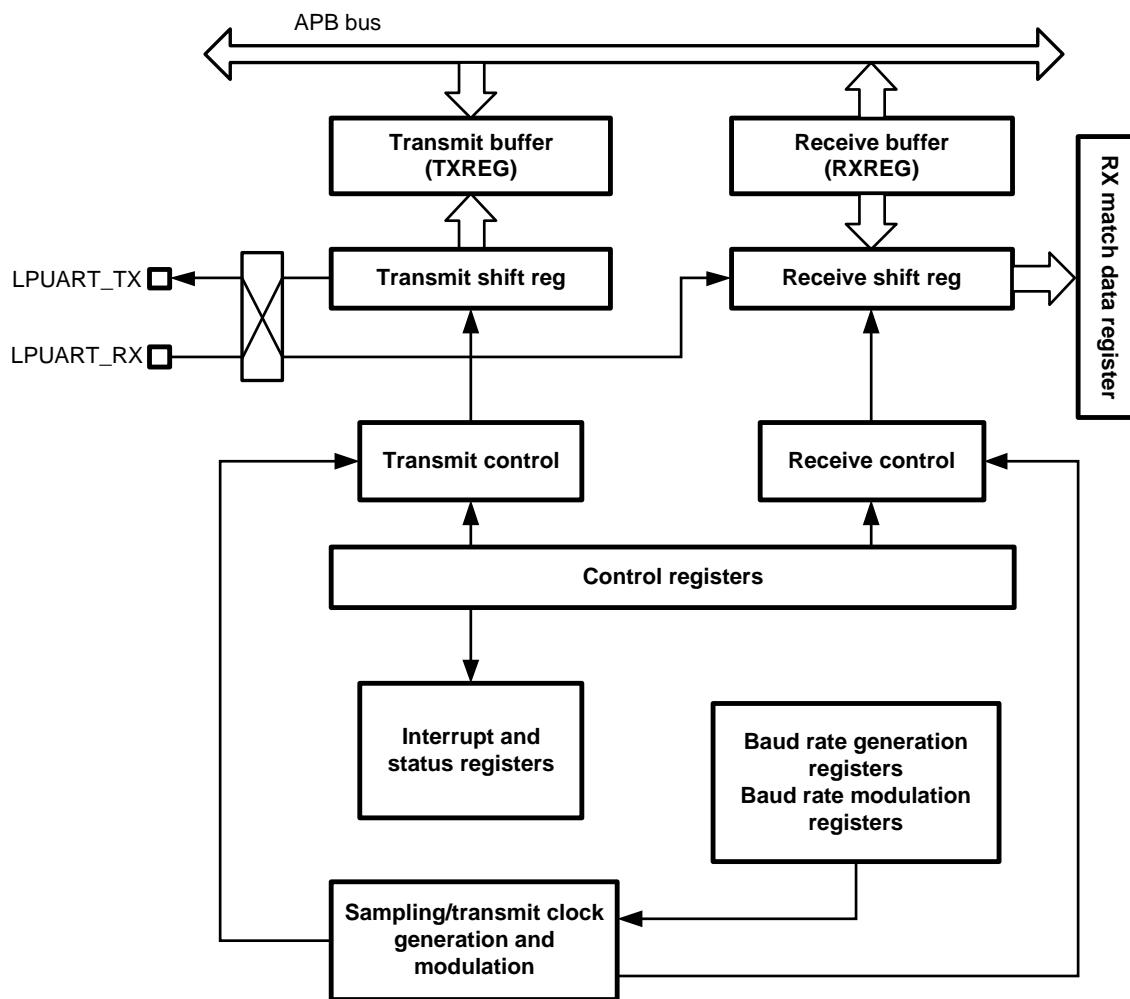 APB bus
Transmit buffer
(TXREG)
Receive buffer
(RXREG)
RX match data register
LPUART_TX
Transmit shift reg
Receive shift reg
LPUART_RX
Transmit control
Receive control
Control registers
Interrupt and
status registers
Baud rate generation
registers
Baud rate modulation
registers
Sampling/transmit clock
generation and
modulation